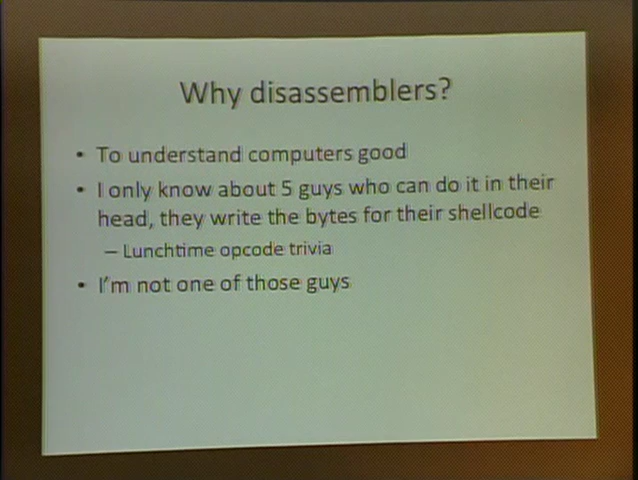 Why disassemblers?
• To understand computers good
• I only know about 5 guys who can do it in their
head, they write the bytes for their shellcode
– Lunchtime opcode trivia
• I'm not one of those guys